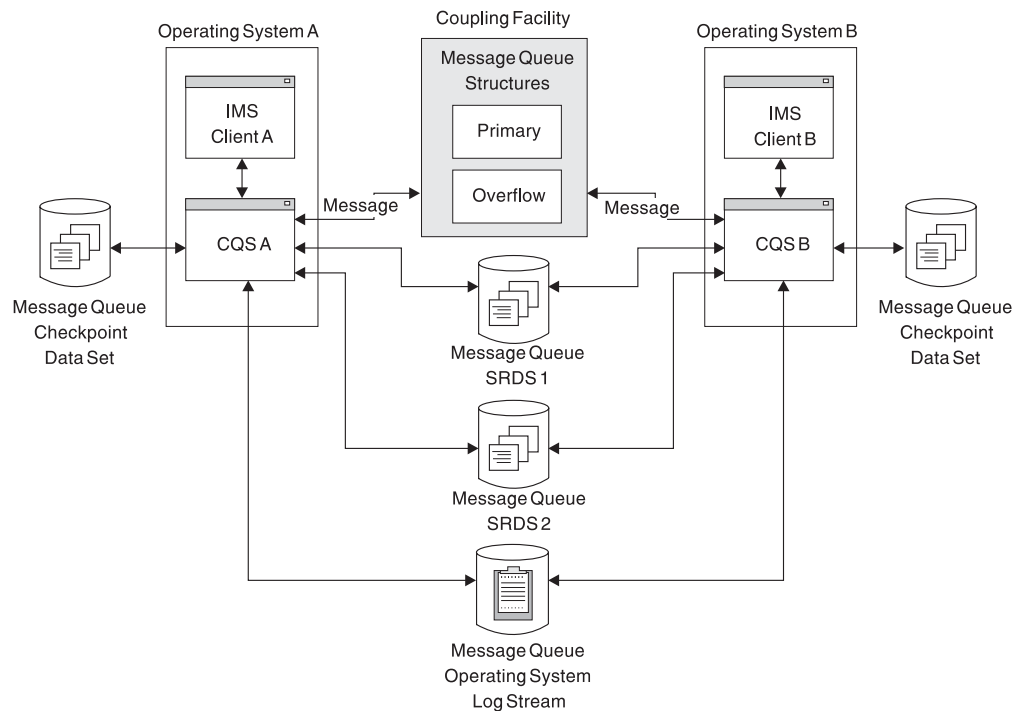 Coupling Facility
Operating System A
Operating System B
Message Queue
Structures
IMS
Client A
Primary
IMS
Client B
Overflow
Message
Message
CQS A
CQS B
Message Queue
Checkpoint
Data Set
Message Queue
Checkpoint
Data Set
Message Queue
SRDS 1
Message Queue
SRDS 2
Message Queue
Operating System
Log Stream